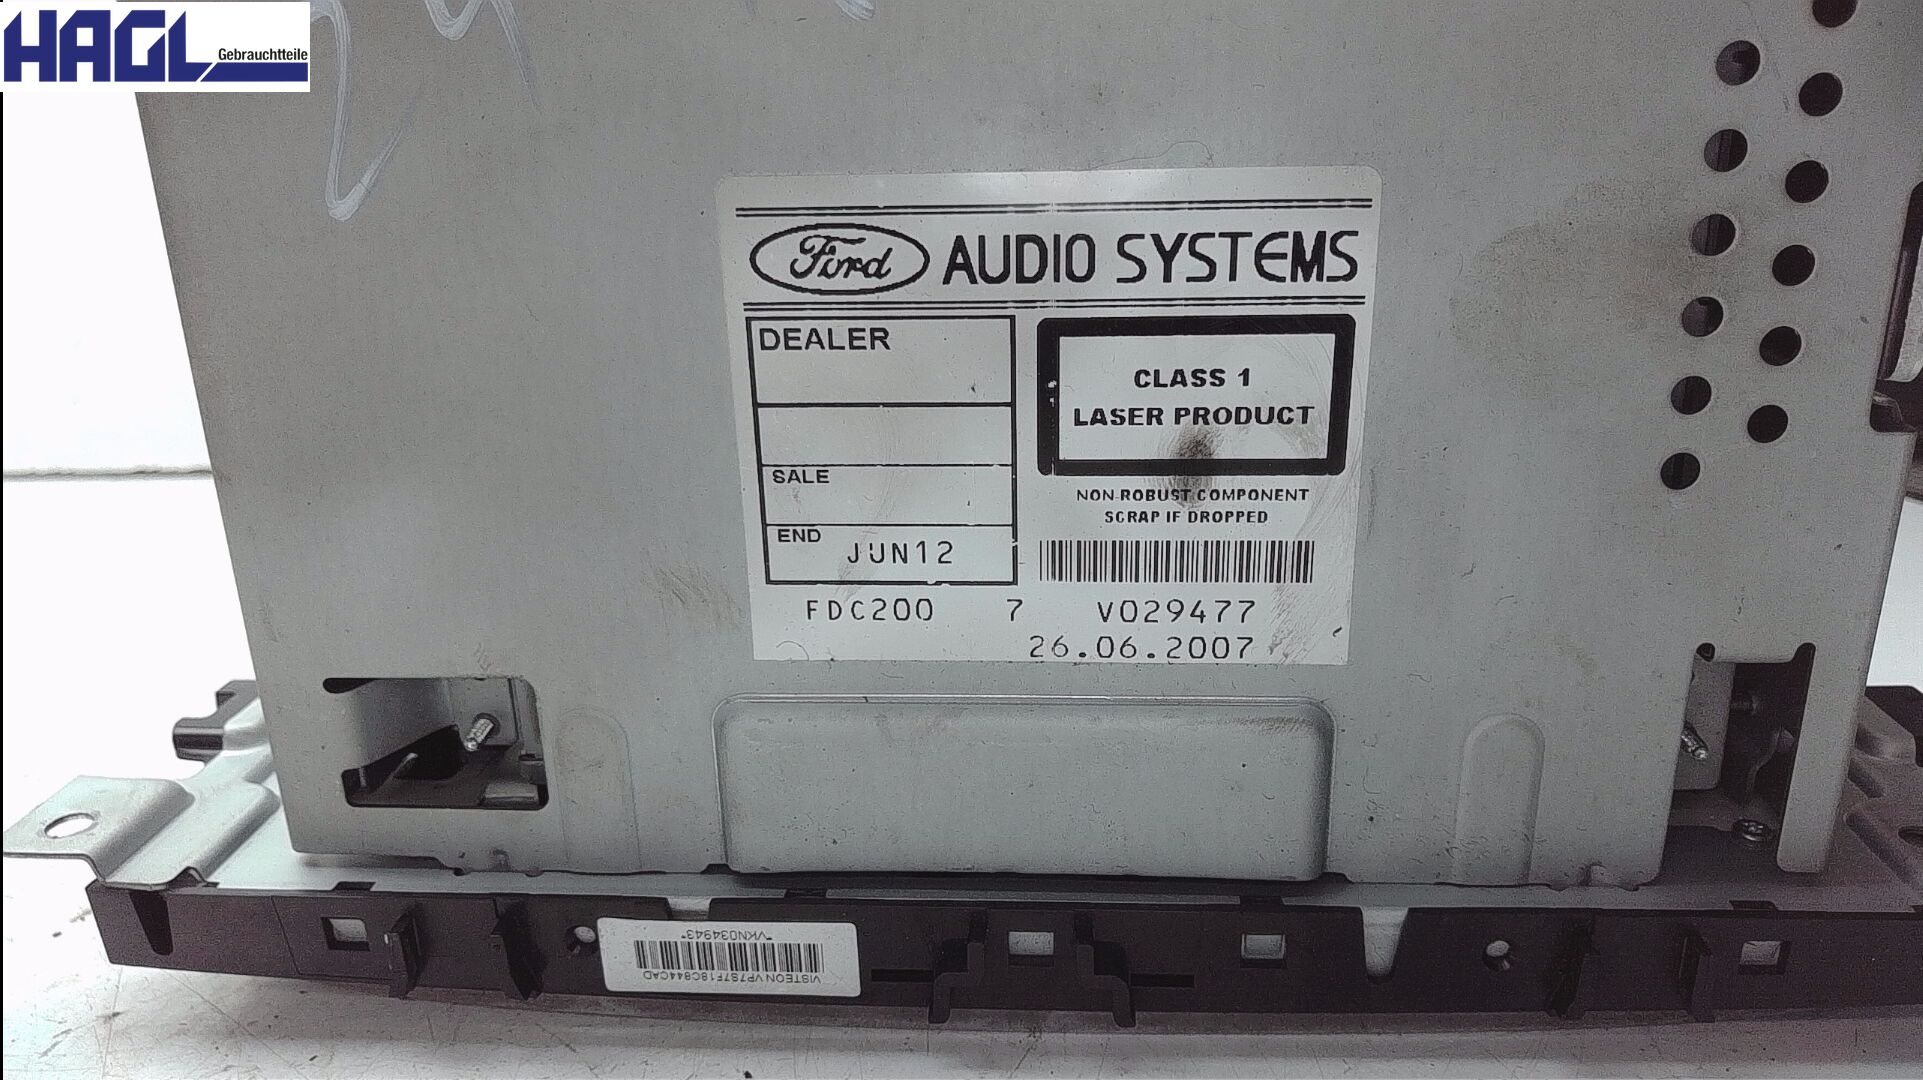 HAGL
Gebrauchtteile
Ford AUDIO SYSTEMS
DEALER
SALE
END JUN12
CLASS 1
LASER PRODUCT
NON-ROBUST COMPONENT
SCRAP IF DROPPED
FDC200 7 V029477
26.06.2007
VISTEON VP7S7F18C844CAD
*VKN034943*